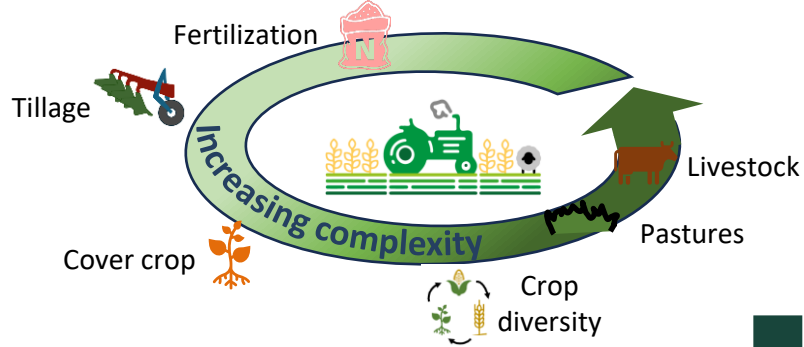 Fertilization
N
Tillage
Increasing complexity
Livestock
Pastures
Cover crop
Crop
diversity